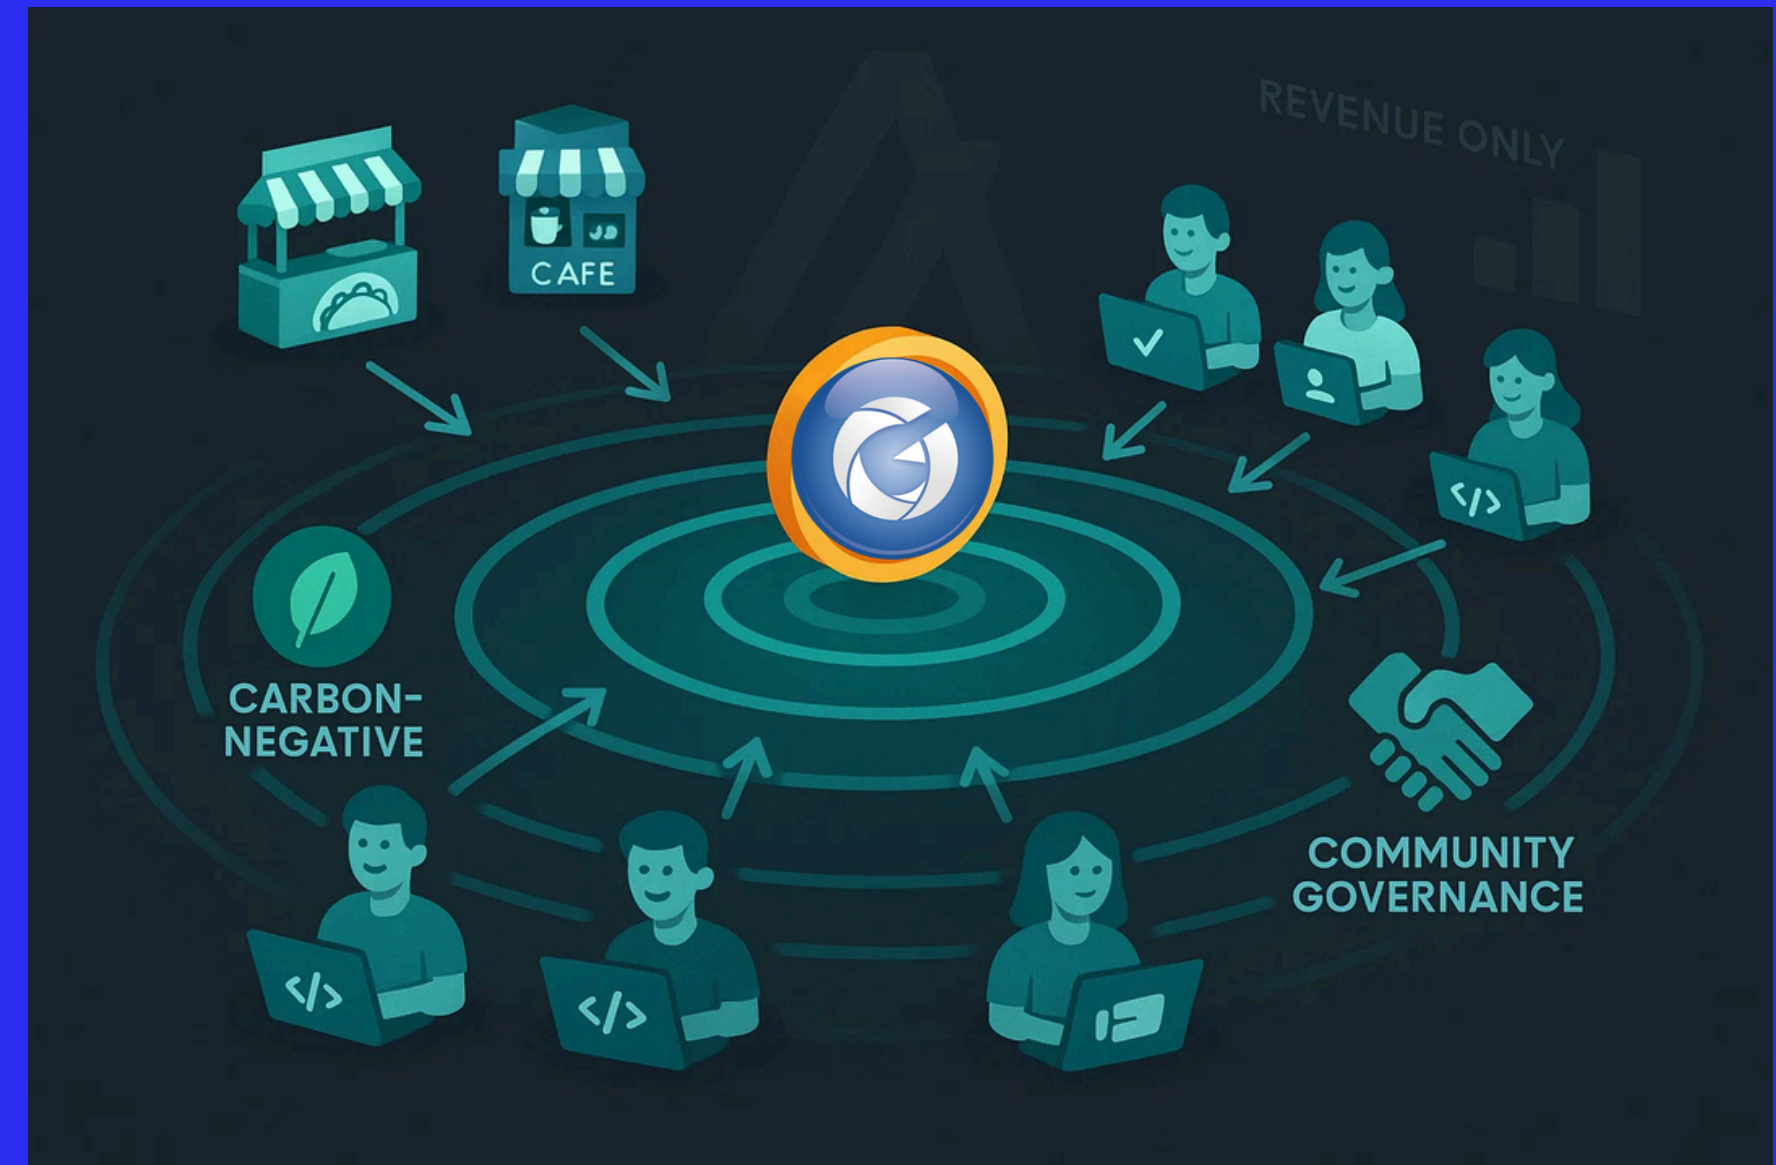 REVENUE ONLY
CAFE
</>
CARBON-
NEGATIVE
COMMUNITY
GOVERNANCE
</>
</>